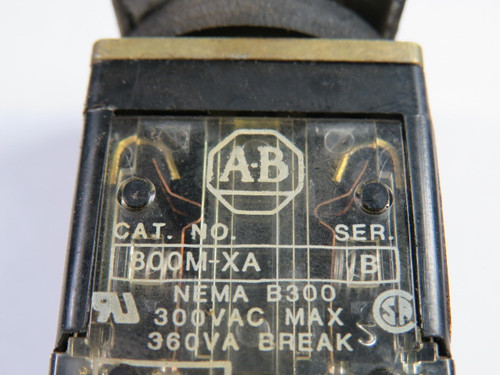 A·B
CAT. NO. SER.
800M-XA B
NEMA B300
300VAC MAX
360VA BREAK